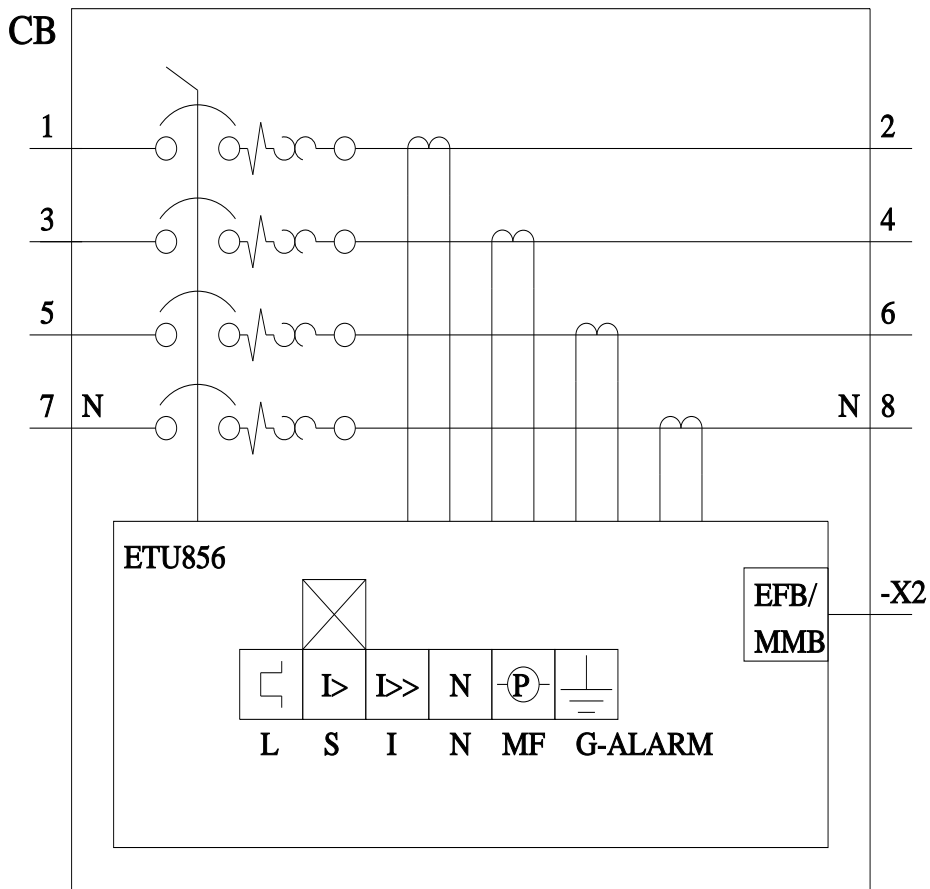 CB
1
2
3
4
5
6
7 N
N 8
ETU856
EFB/
MMB
-X2
I> I>> N P
L S I N MF G-ALARM